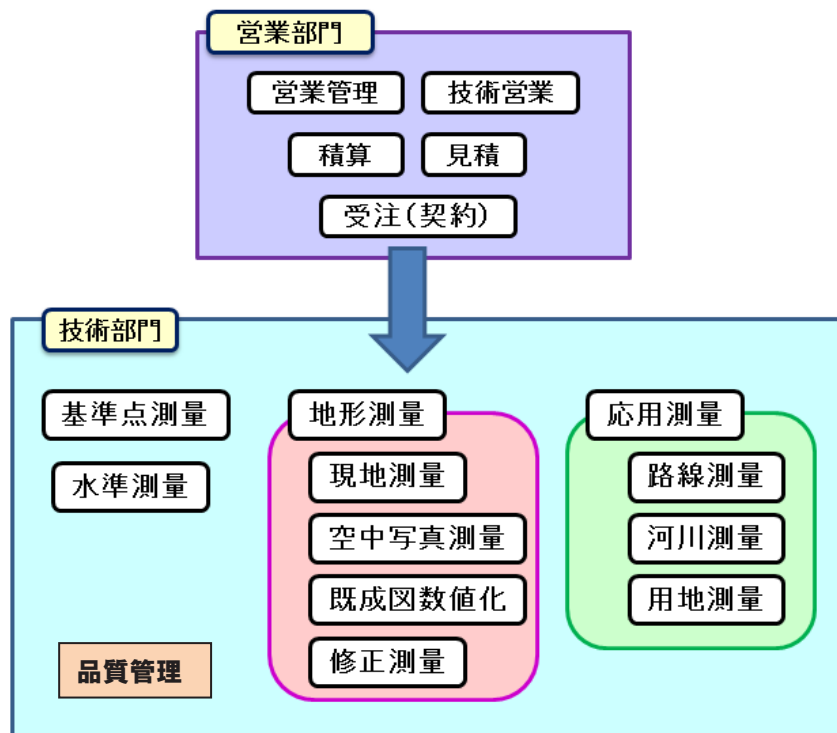 営業部門
営業管理
技術営業
積算
見積
受注(契約)
技術部門
基準点測量
水準測量
品質管理
地形測量
現地測量
空中写真測量
既成図数値化
修正測量
応用測量
路線測量
河川測量
用地測量